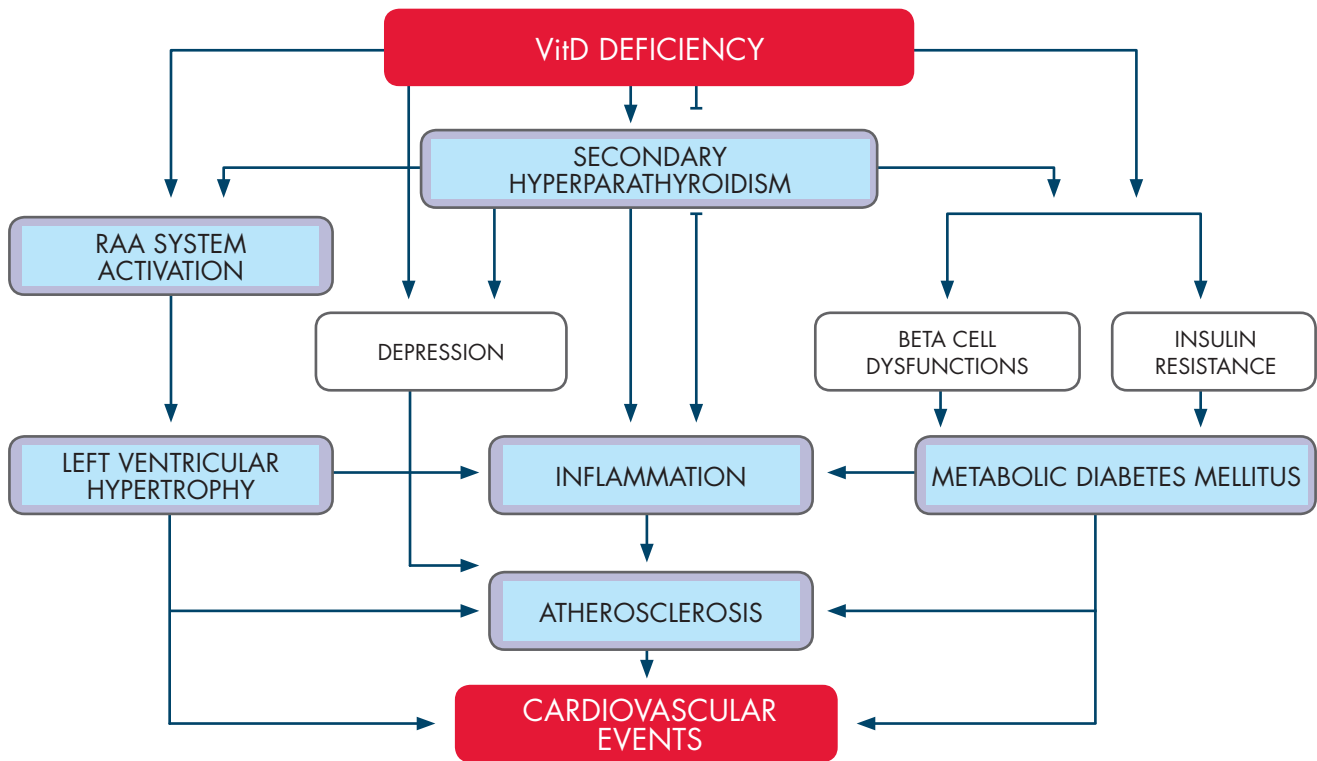 VitD DEFICIENCY
SECONDARY
HYPERPARATHYROIDISM
RAA SYSTEM
ACTIVATION
DEPRESSION
BETA CELL
DYSFUNCTIONS
INSULIN
RESISTANCE
LEFT VENTRICULAR
HYPERTROPHY
INFLAMMATION
METABOLIC DIABETES MELLITUS
ATHEROSCLEROSIS
CARDIOVASCULAR
EVENTS